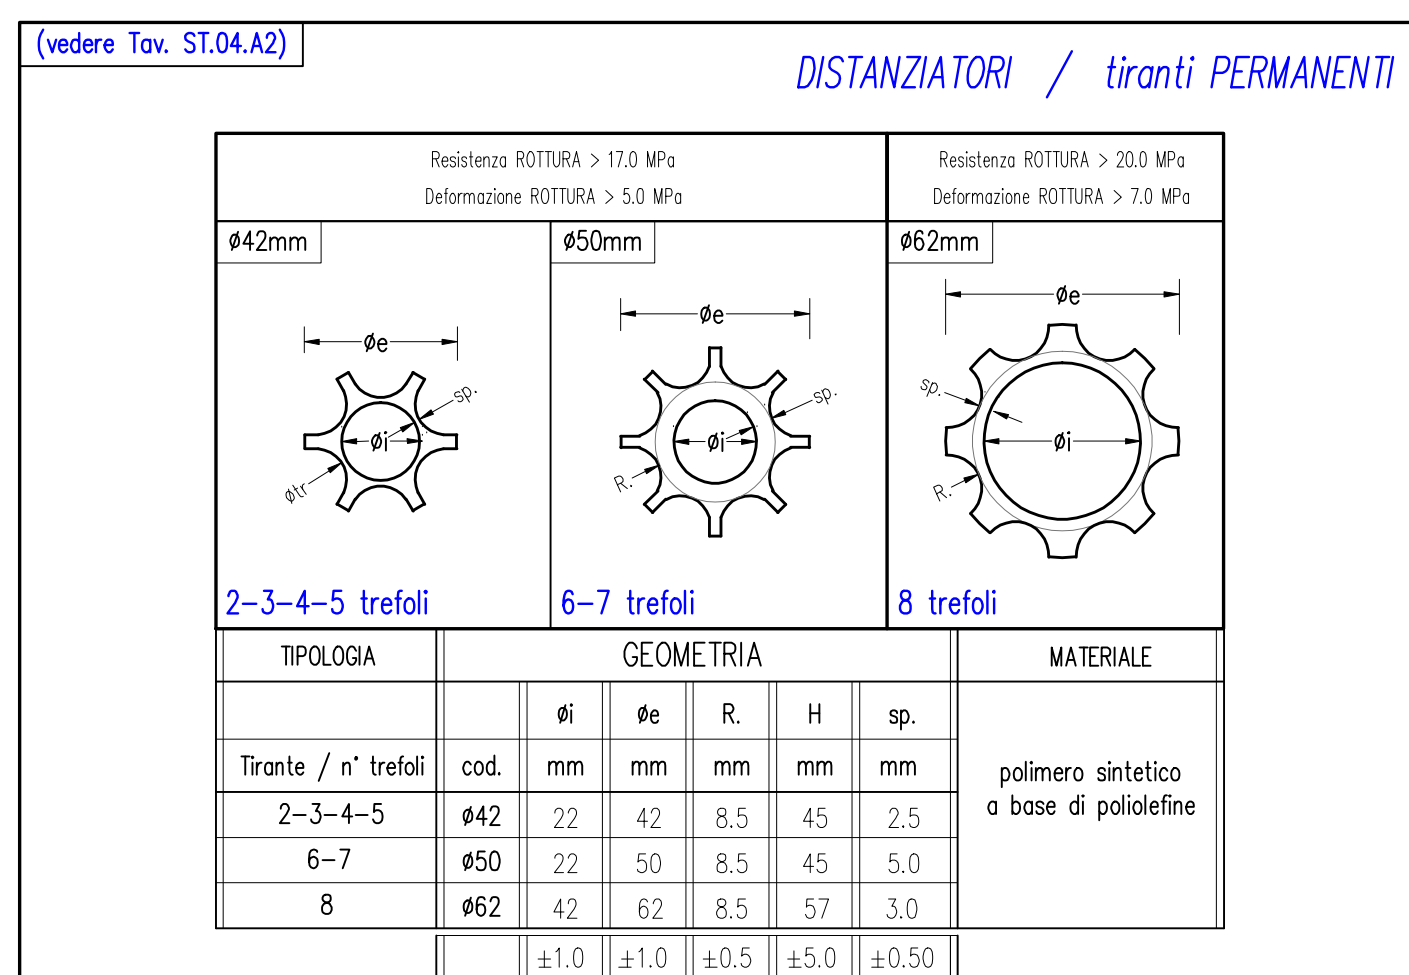 (vedere Tav. ST.04.A2)
DISTANZIATORI / tiranti PERMANENTI
Resistenza ROTTURA > 17.0 MPa
Deformazione ROTTURA > 5.0 MPa
Resistenza ROTTURA > 20.0 MPa
Deformazione ROTTURA > 7.0 MPa
ø42mm
øe
sp.
øi
øtr
2-3-4-5 trefoli
ø50mm
øe
sp.
øi
R.
6-7 trefoli
ø62mm
øe
sp.
øi
R.
8 trefoli
TIPOLOGIA GEOMETRIA MATERIALE
øi øe R. H sp.
Tirante / n° trefoli cod. mm mm mm mm mm
2-3-4-5 ø42 22 42 8.5 45 2.5
6-7 ø50 22 50 8.5 45 5.0
8 ø62 42 62 8.5 57 3.0
±1.0 ±1.0 ±0.5 ±5.0 ±0.50
polimero sintetico
a base di poliolefine